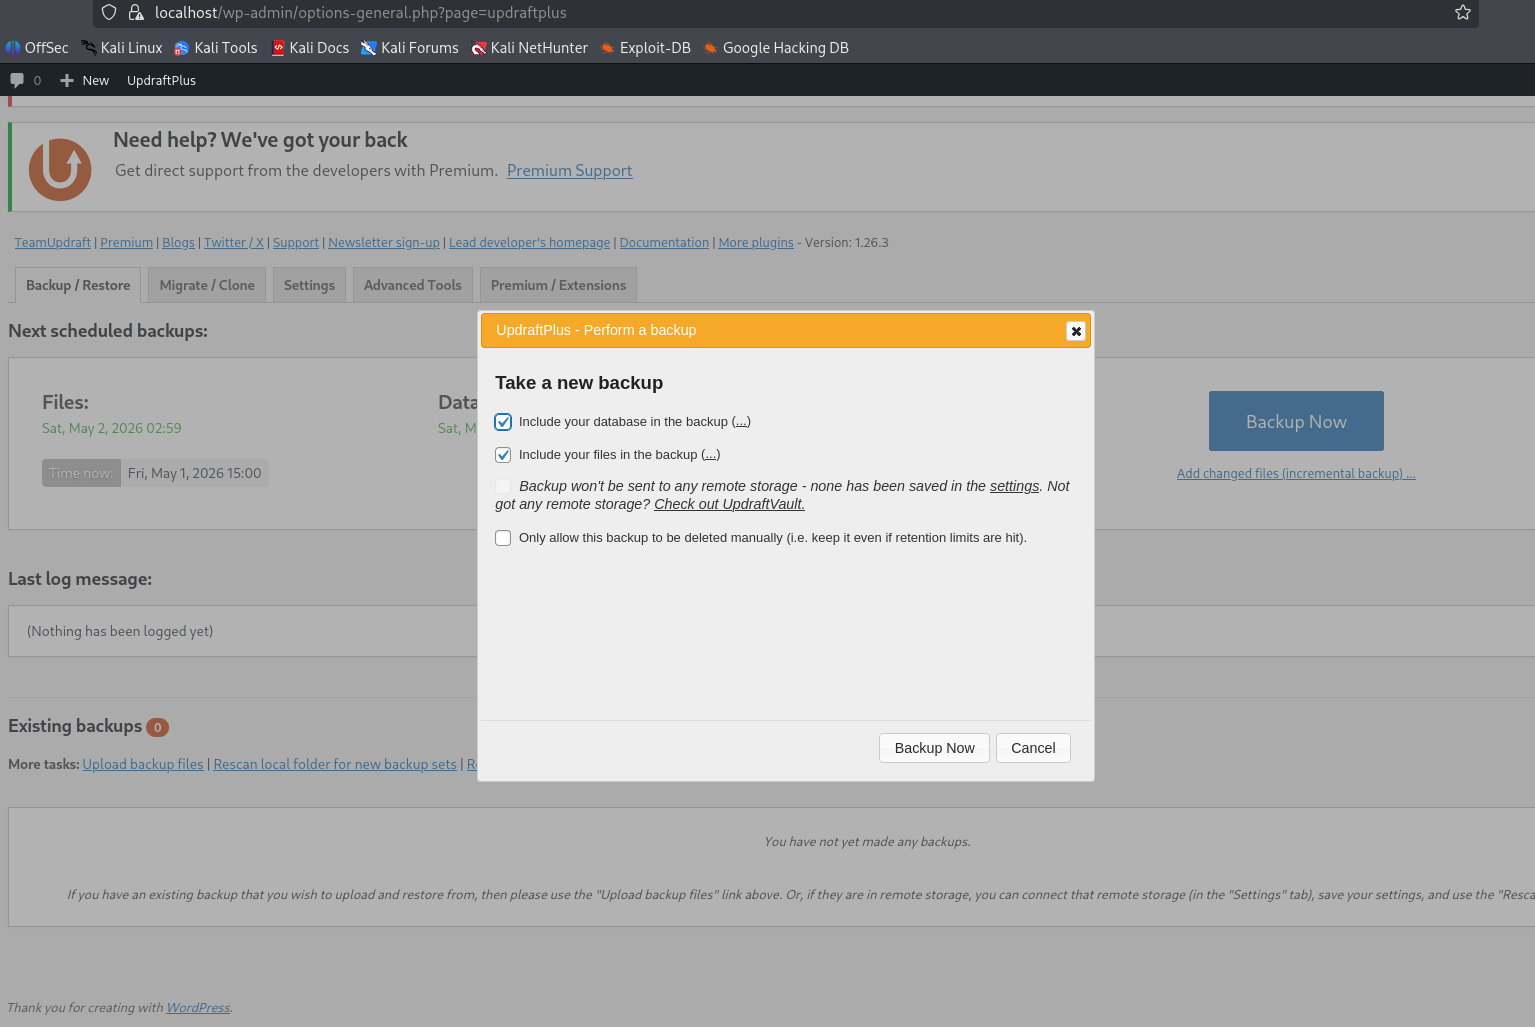 localhost/wp-admin/options-general.php?page=updraftplus
OffSec Kali Linux Kali Tools Kali Docs Kali Forums Kali NetHunter Exploit-DB Google Hacking DB
0 New UpdraftPlus
Need help? We've got your back
Get direct support from the developers with Premium. Premium Support
TeamUpdraft | Premium | Blogs | Twitter / X | Support | Newsletter sign-up | Lead developer's homepage | Documentation | More plugins - Version: 1.26.3
Backup / Restore Migrate / Clone Settings Advanced Tools Premium / Extensions
Next scheduled backups:
Files:
Sat, May 2, 2026 02:59
Data
Sat, M
Time now: Fri, May 1, 2026 15:00
Backup Now
Add changed files (incremental backup) ...
UpdraftPlus - Perform a backup
Take a new backup
Include your database in the backup (...)
Include your files in the backup (...)
Backup won't be sent to any remote storage - none has been saved in the settings. Not
got any remote storage? Check out UpdraftVault.
Only allow this backup to be deleted manually (i.e. keep it even if retention limits are hit).
Backup Now Cancel
Last log message:
(Nothing has been logged yet)
Existing backups 0
More tasks: Upload backup files | Rescan local folder for new backup sets |
You have not yet made any backups.
If you have an existing backup that you wish to upload and restore from, then please use the "Upload backup files" link above. Or, if they are in remote storage, you can connect that remote storage (in the "Settings" tab), save your settings, and use the "Resca
Thank you for creating with WordPress.